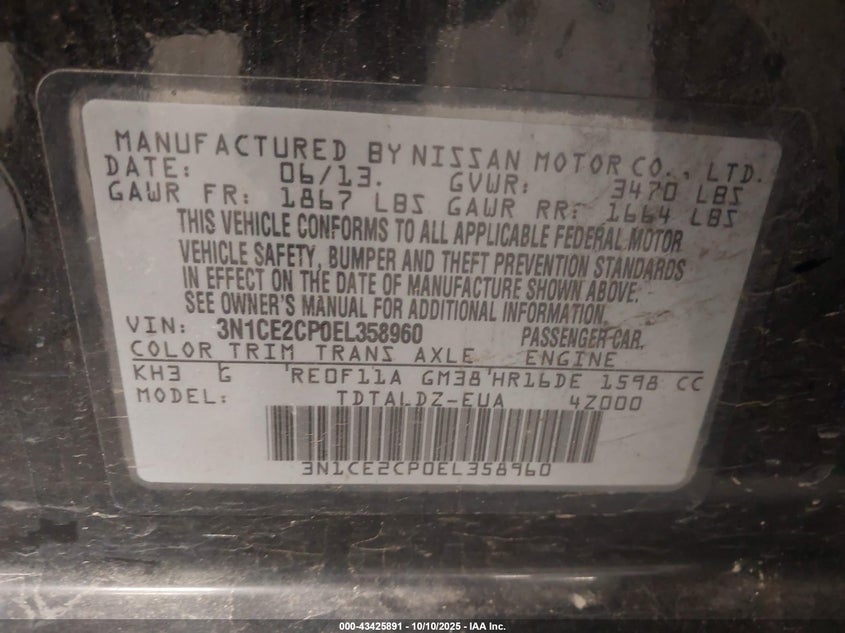 MANUFACTURED BY NISSAN MOTOR CO., LTD.
DATE: 06/13. GVWR: 3470 LBS
GAWR FR: 1867 LBS GAWR RR: 1664 LBS
THIS VEHICLE CONFORMS TO ALL APPLICABLE FEDERAL MOTOR
VEHICLE SAFETY, BUMPER AND THEFT PREVENTION STANDARDS
IN EFFECT ON THE DATE OF MANUFACTURE SHOWN ABOVE.
SEE OWNER'S MANUAL FOR ADDITIONAL INFORMATION.
VIN: 3N1CE2CP0EL358960 PASSENGER CAR.
COLOR TRIM TRANS AXLE ENGINE
KH3 G RE0F11A GM38 HR16DE 1598 CC
MODEL: TDTALDZ-EUA 4Z000
3N1CE2CP0EL358960
000-43425891 - 10/10/2025 - IAA Inc.